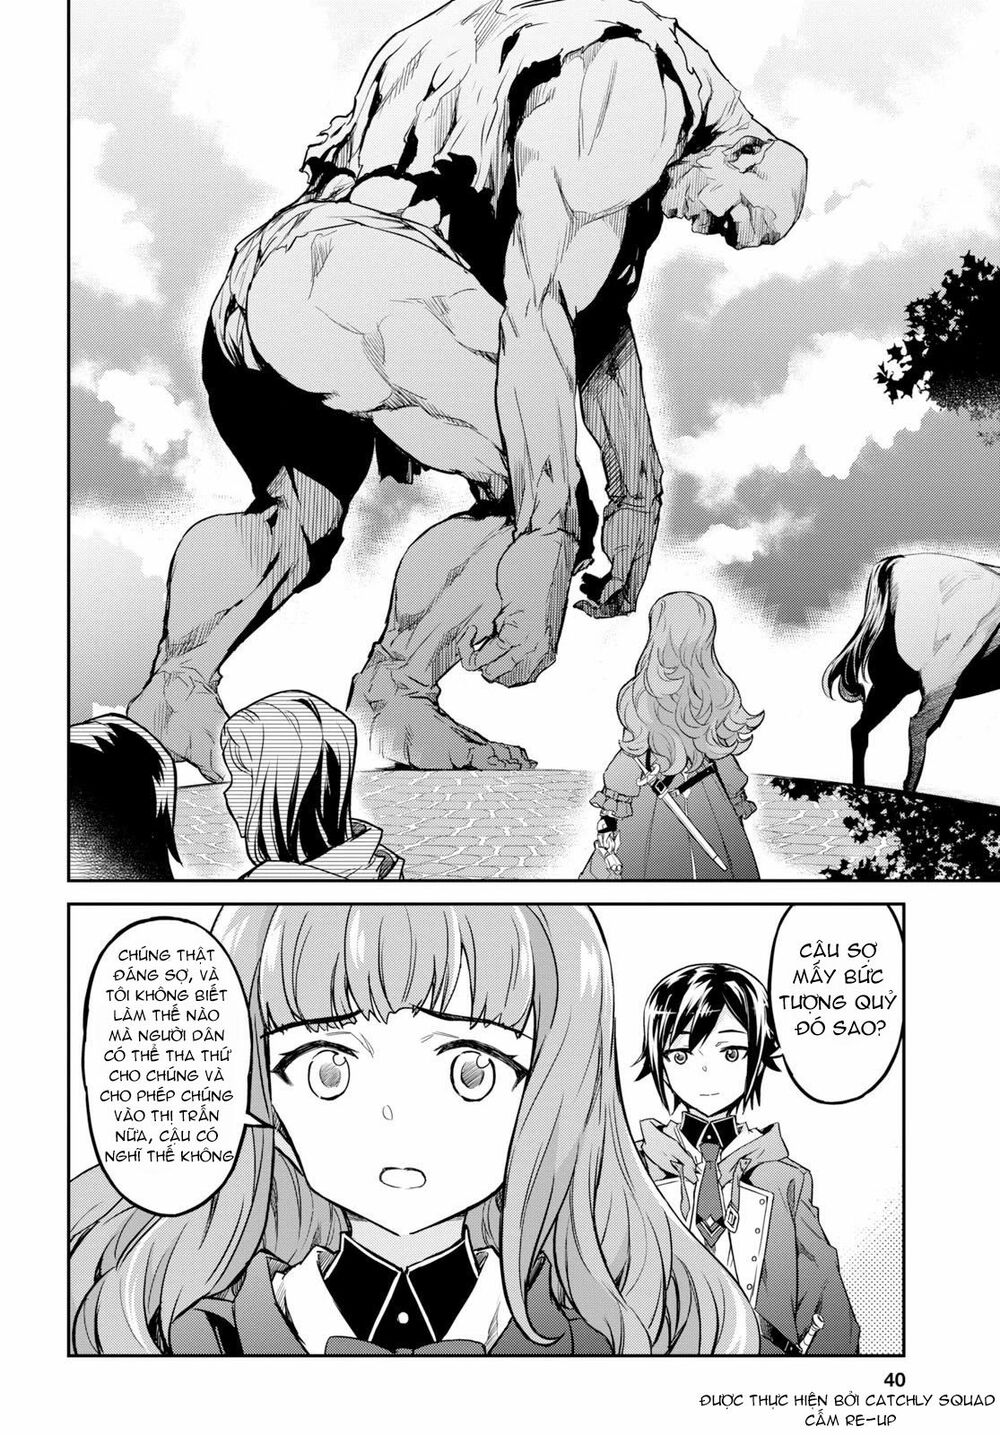 CẬU SỢ
MẤY BỨC
TƯỢNG QUỶ
ĐÓ SAO?
CHÚNG THẬT
ĐÁNG SỢ, VÀ
TÔI KHÔNG BIẾT
LÀM THẾ NÀO
MÀ NGƯỜI DÂN
CÓ THỂ THA THỨ
CHO CHÚNG VÀ
CHO PHÉP CHÚNG
VÀO THỊ TRẤN
NỮA, CẬU CÓ
NGHĨ THẾ KHÔNG
40
ĐƯỢC THỰC HIỆN BỞI CATCHLY SQUAD
CẤM RE-UP